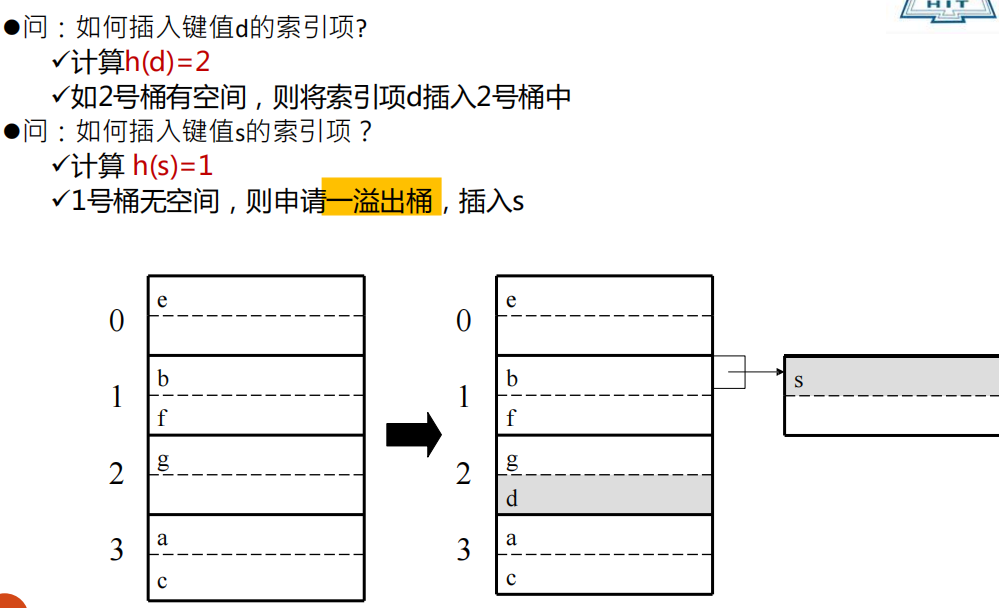 HIT
●问：如何插入键值d的索引项?
✓计算h(d)=2
✓如2号桶有空间，则将索引项d插入2号桶中
●问：如何插入键值s的索引项？
✓计算 h(s)=1
✓1号桶无空间，则申请一溢出桶，插入s
0
e
1
b
f
2
g
3
a
c
0
e
1
b
f
2
g
d
3
a
c
s